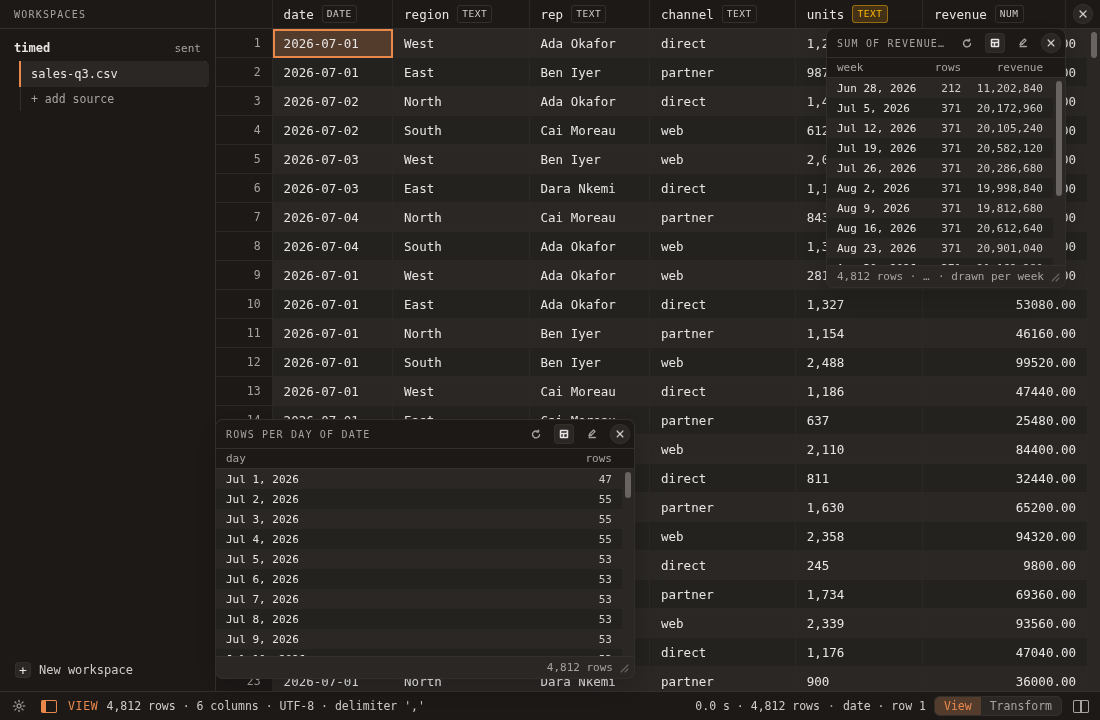 WORKSPACES
timed sent
sales-q3.csv
+ add source
+ New workspace
date DATE region TEXT rep TEXT channel TEXT units TEXT revenue NUM
1 2026-07-01 West Ada Okafor direct
2 2026-07-01 East Ben Iyer partner
3 2026-07-02 North Ada Okafor direct
4 2026-07-02 South Cai Moreau web
5 2026-07-03 West Ben Iyer web
6 2026-07-03 East Dara Nkemi direct
7 2026-07-04 North Cai Moreau partner
8 2026-07-04 South Ada Okafor web
9 2026-07-01 West Ada Okafor web
10 2026-07-01 East Ada Okafor direct 1,327 53080.00
11 2026-07-01 North Ben Iyer partner 1,154 46160.00
12 2026-07-01 South Ben Iyer web 2,488 99520.00
13 2026-07-01 West Cai Moreau direct 1,186 47440.00
partner 637 25480.00
web 2,110 84400.00
direct 811 32440.00
partner 1,630 65200.00
web 2,358 94320.00
direct 245 9800.00
partner 1,734 69360.00
web 2,339 93560.00
direct 1,176 47040.00
23 2026-07-01 North Dara Nkemi partner 900 36000.00
SUM OF REVENUE…
week rows revenue
Jun 28, 2026 212 11,202,840
Jul 5, 2026 371 20,172,960
Jul 12, 2026 371 20,105,240
Jul 19, 2026 371 20,582,120
Jul 26, 2026 371 20,286,680
Aug 2, 2026 371 19,998,840
Aug 9, 2026 371 19,812,680
Aug 16, 2026 371 20,612,640
Aug 23, 2026 371 20,901,040
4,812 rows · … · drawn per week
ROWS PER DAY OF DATE
day rows
Jul 1, 2026 47
Jul 2, 2026 55
Jul 3, 2026 55
Jul 4, 2026 55
Jul 5, 2026 53
Jul 6, 2026 53
Jul 7, 2026 53
Jul 8, 2026 53
Jul 9, 2026 53
4,812 rows
VIEW 4,812 rows · 6 columns · UTF-8 · delimiter ','
0.0 s · 4,812 rows · date · row 1 View Transform